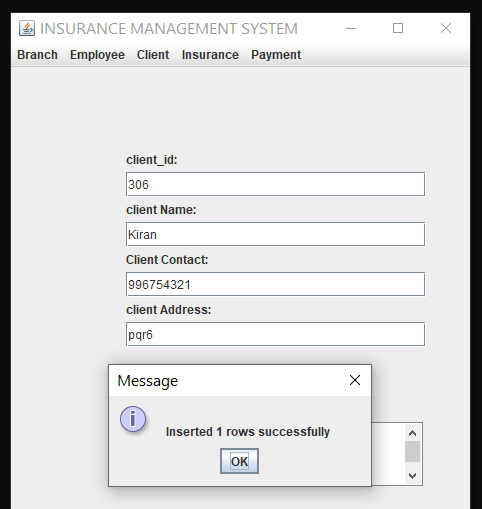 INSURANCE MANAGEMENT SYSTEM
Branch Employee Client Insurance Payment
client_id:
306
client Name:
Kiran
Client Contact:
996754321
client Address:
pqr6
Message
i
Inserted 1 rows successfully
OK